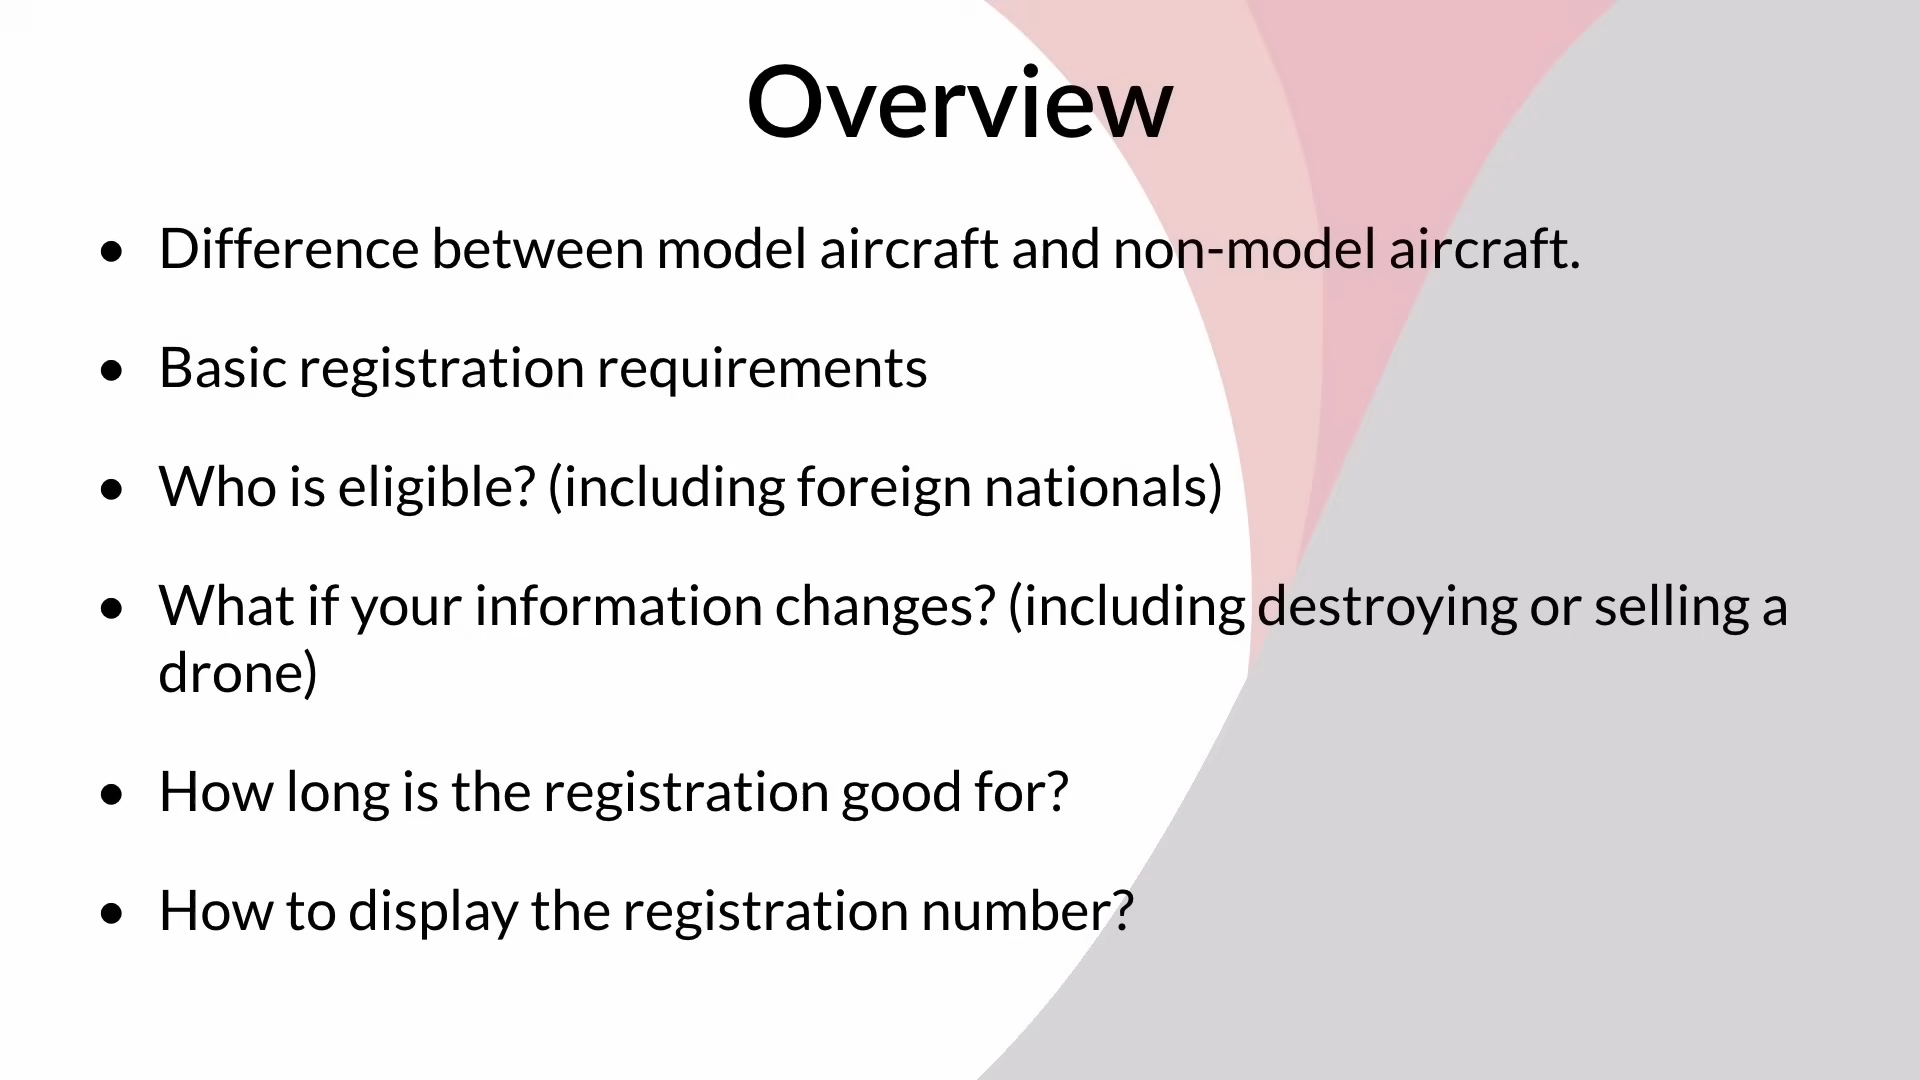 Overview
• Difference between model aircraft and non-model aircraft.
• Basic registration requirements
• Who is eligible? (including foreign nationals)
• What if your information changes? (including destroying or selling a
drone)
• How long is the registration good for?
• How to display the registration number?